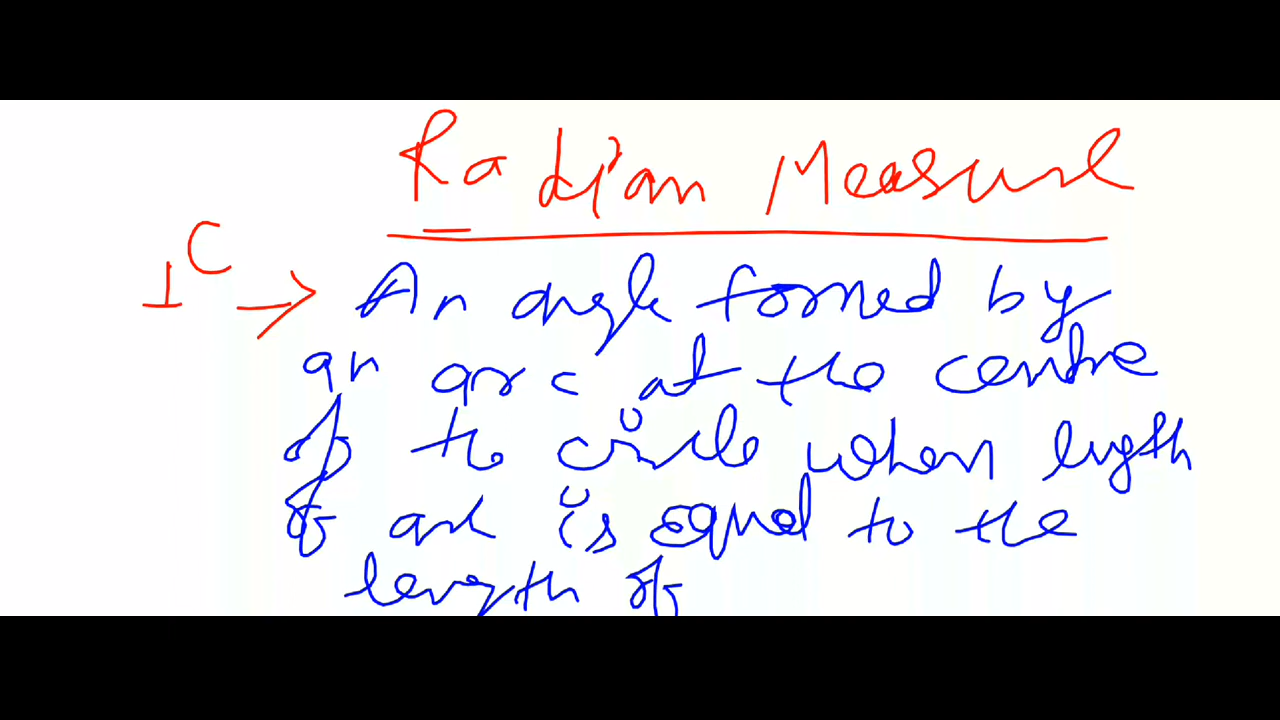 Radian Measure
1^C → An angle formed by
an arc at the centre
of the circle when length
of arc is equal to the
length of